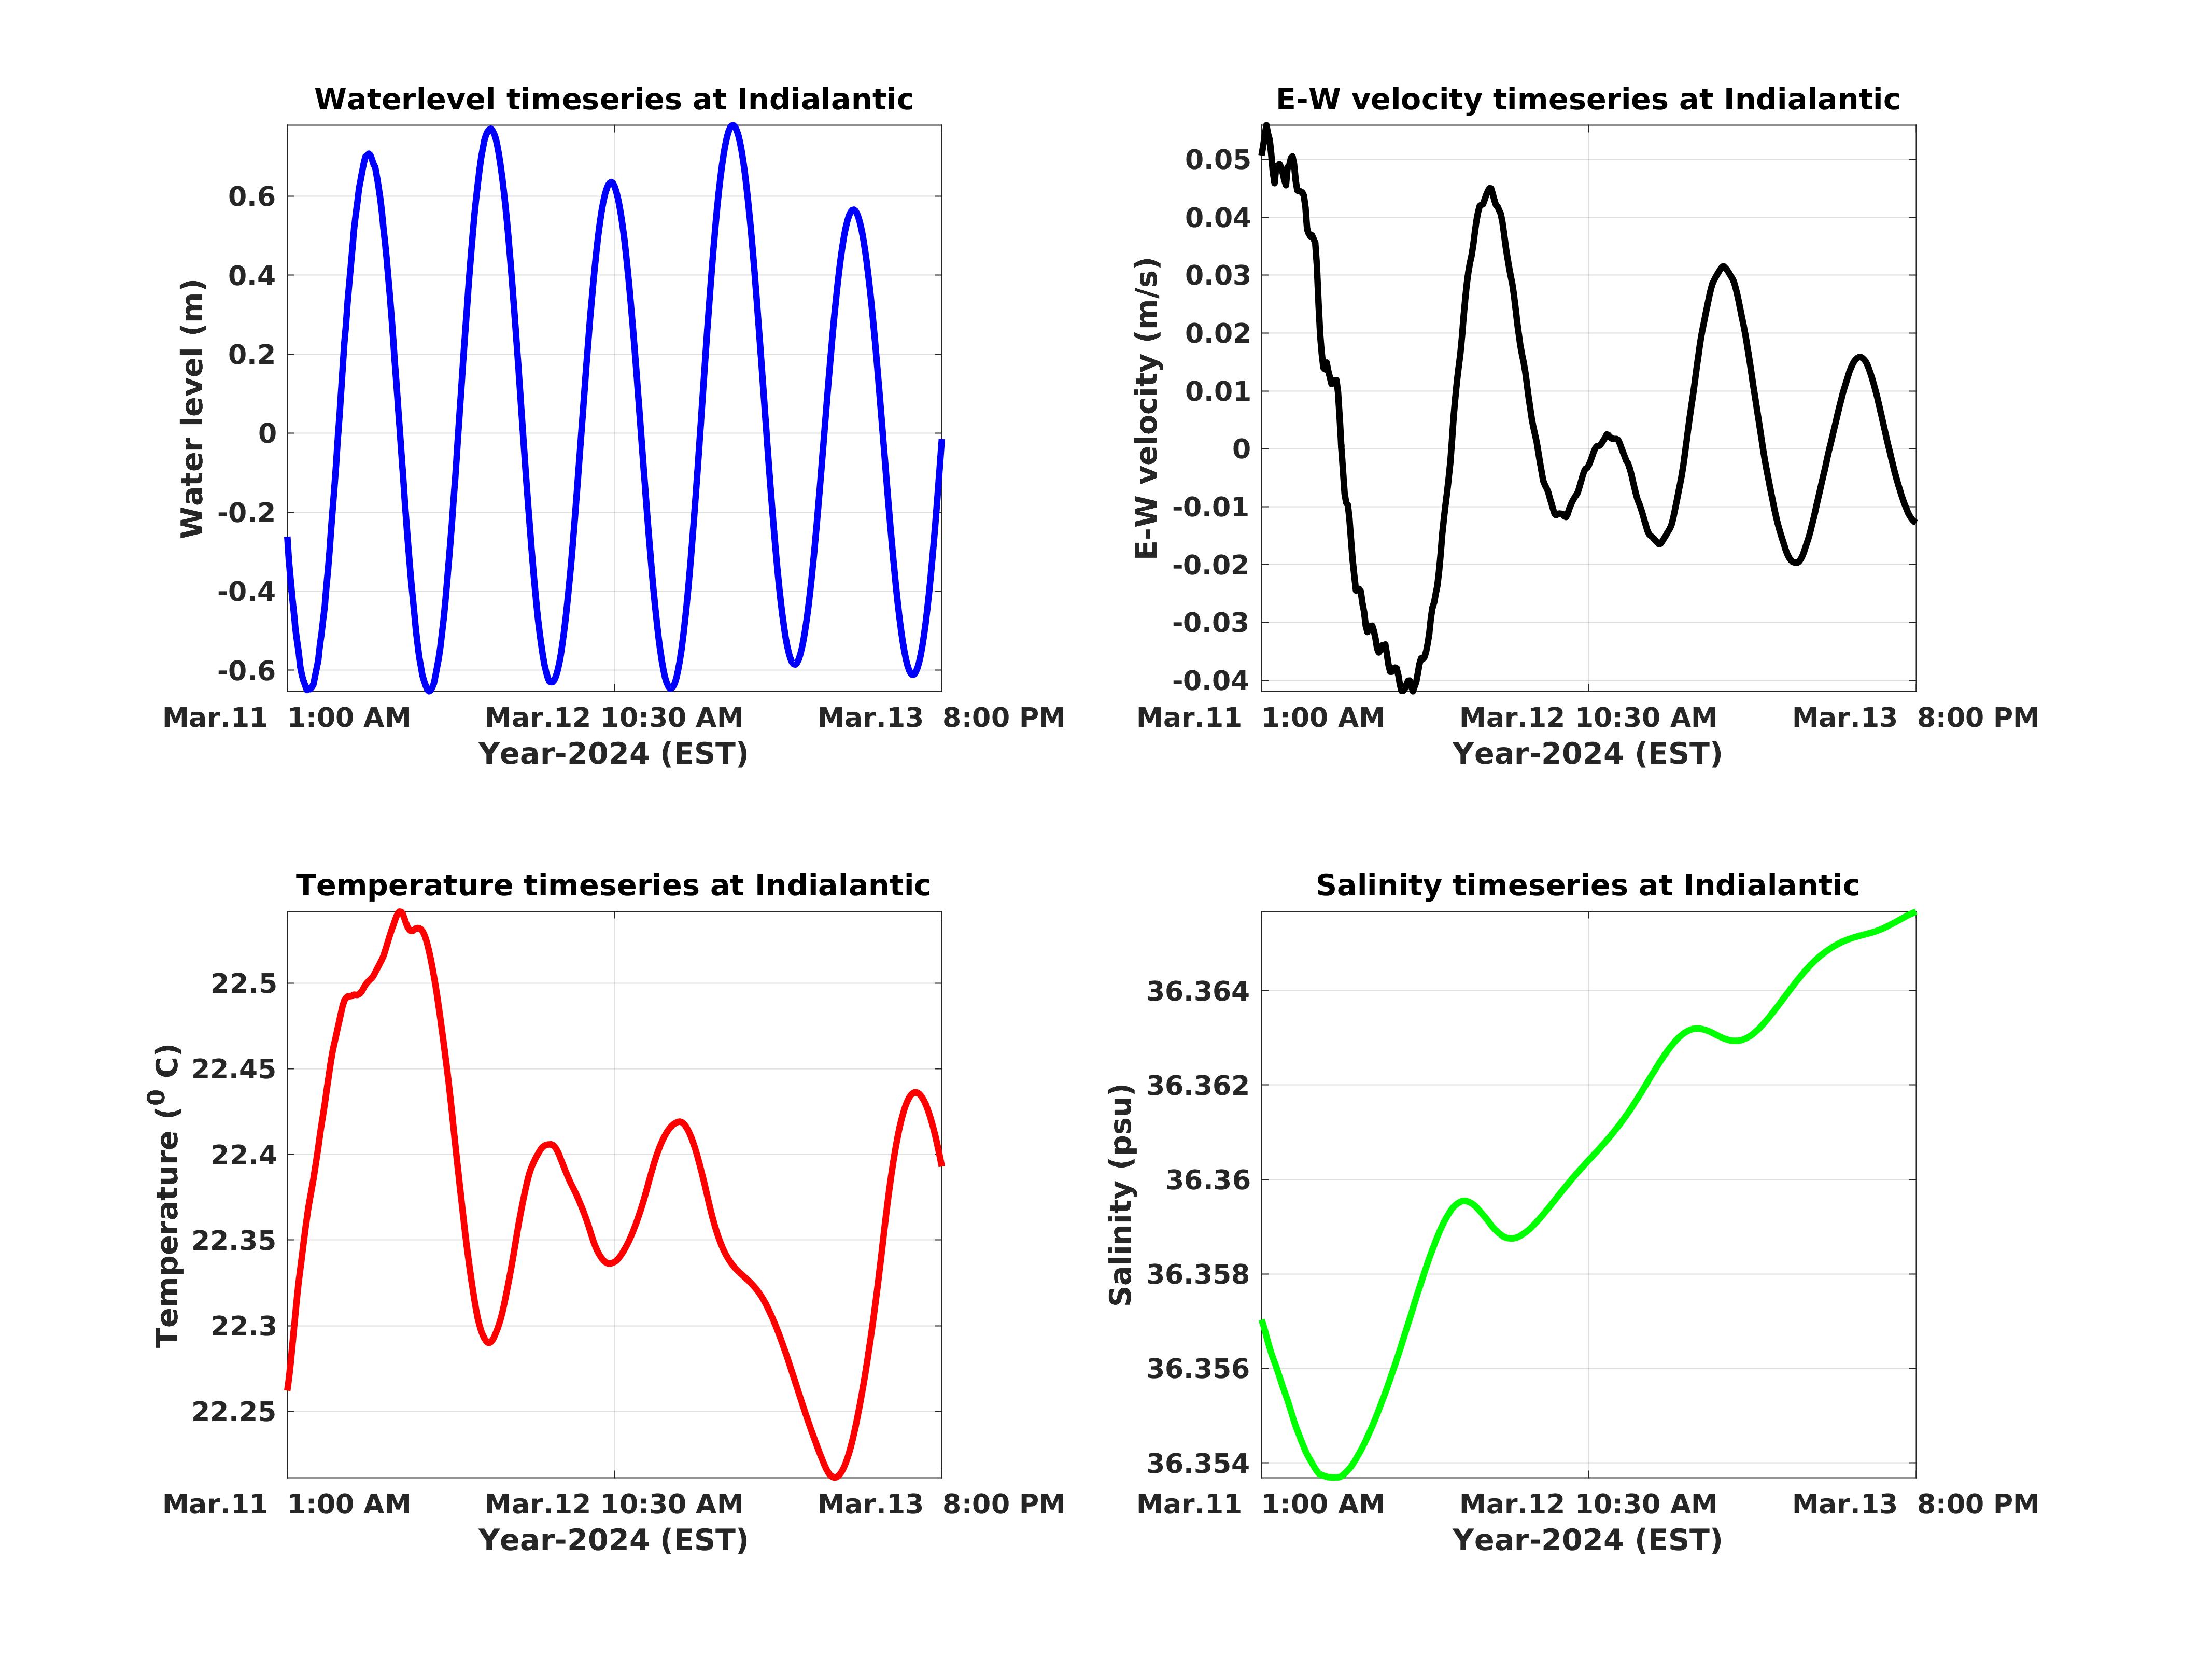 Waterlevel timeseries at Indialantic
Water level (m)
0.6
0.4
0.2
0
-0.2
-0.4
-0.6
Mar.11 1:00 AM
Mar.12 10:30 AM
Mar.13 8:00 PM
Year-2024 (EST)
E-W velocity timeseries at Indialantic
E-W velocity (m/s)
0.05
0.04
0.03
0.02
0.01
0
-0.01
-0.02
-0.03
-0.04
Mar.11 1:00 AM
Mar.12 10:30 AM
Mar.13 8:00 PM
Year-2024 (EST)
Temperature timeseries at Indialantic
Temperature (⁰ C)
22.5
22.45
22.4
22.35
22.3
22.25
Mar.11 1:00 AM
Mar.12 10:30 AM
Mar.13 8:00 PM
Year-2024 (EST)
Salinity timeseries at Indialantic
Salinity (psu)
36.364
36.362
36.36
36.358
36.356
36.354
Mar.11 1:00 AM
Mar.12 10:30 AM
Mar.13 8:00 PM
Year-2024 (EST)